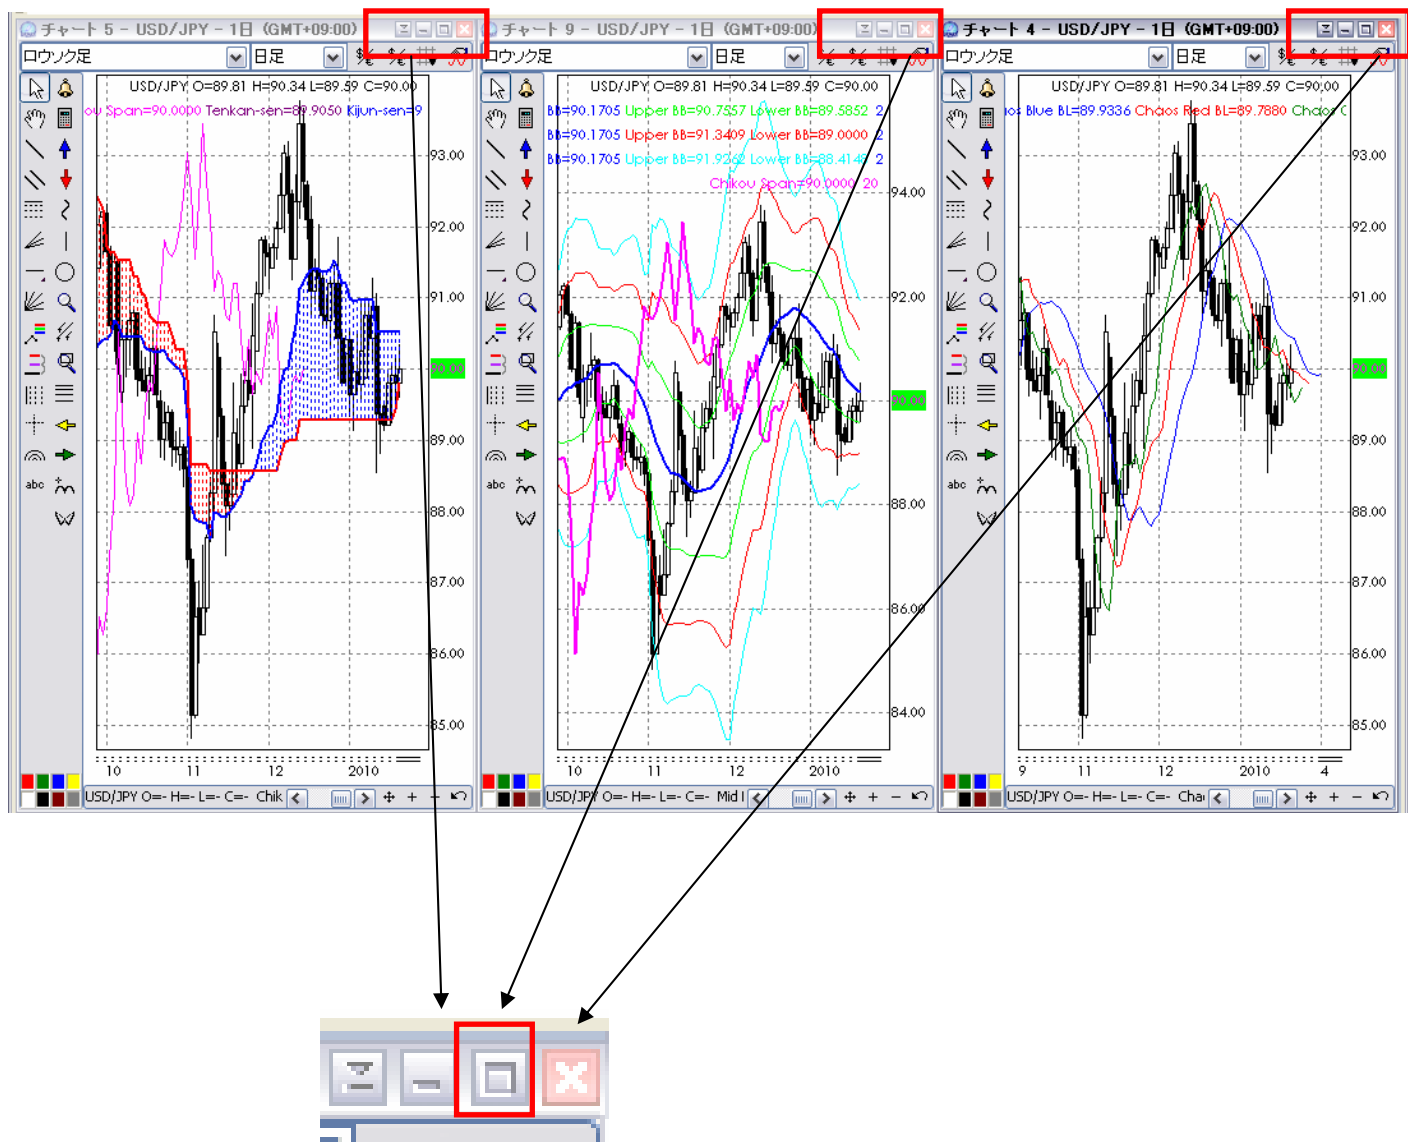 チャート 5 - USD/JPY - 1日 (GMT+09:00)
ロウソク足 日足
USD/JPY O=89.81 H=90.34 L=89.59 C=90.00
Span=90.0000 Tenkan-sen=89.9050 Kijun-sen=9
93.00
92.00
91.00
90.00
89.00
88.00
87.00
86.00
85.00
abc
10 11 12 2010
USD/JPY O=- H=- L=- C=- Chik
チャート 9 - USD/JPY - 1日 (GMT+09:00)
ロウソク足 日足
USD/JPY O=89.81 H=90.34 L=89.59 C=90.00
BB=90.1705 Upper BB=90.7557 Lower BB=89.5852 2
BB=90.1705 Upper BB=91.3409 Lower BB=89.0000 2
BB=90.1705 Upper BB=91.9262 Lower BB=88.4148 2
Chikou Span=90.0000 20
94.00
92.00
90.00
88.00
86.00
84.00
abc
10 11 12 2010
USD/JPY O=- H=- L=- C=- Mid
チャート 4 - USD/JPY - 1日 (GMT+09:00)
ロウソク足 日足
USD/JPY O=89.81 H=90.34 L=89.59 C=90.00
Blue BL=89.9336 Chaos Red BL=89.7880 Chaos
93.00
92.00
91.00
90.00
89.00
88.00
87.00
86.00
85.00
abc
9 11 12 2010 4
USD/JPY O=- H=- L=- C=- Cha